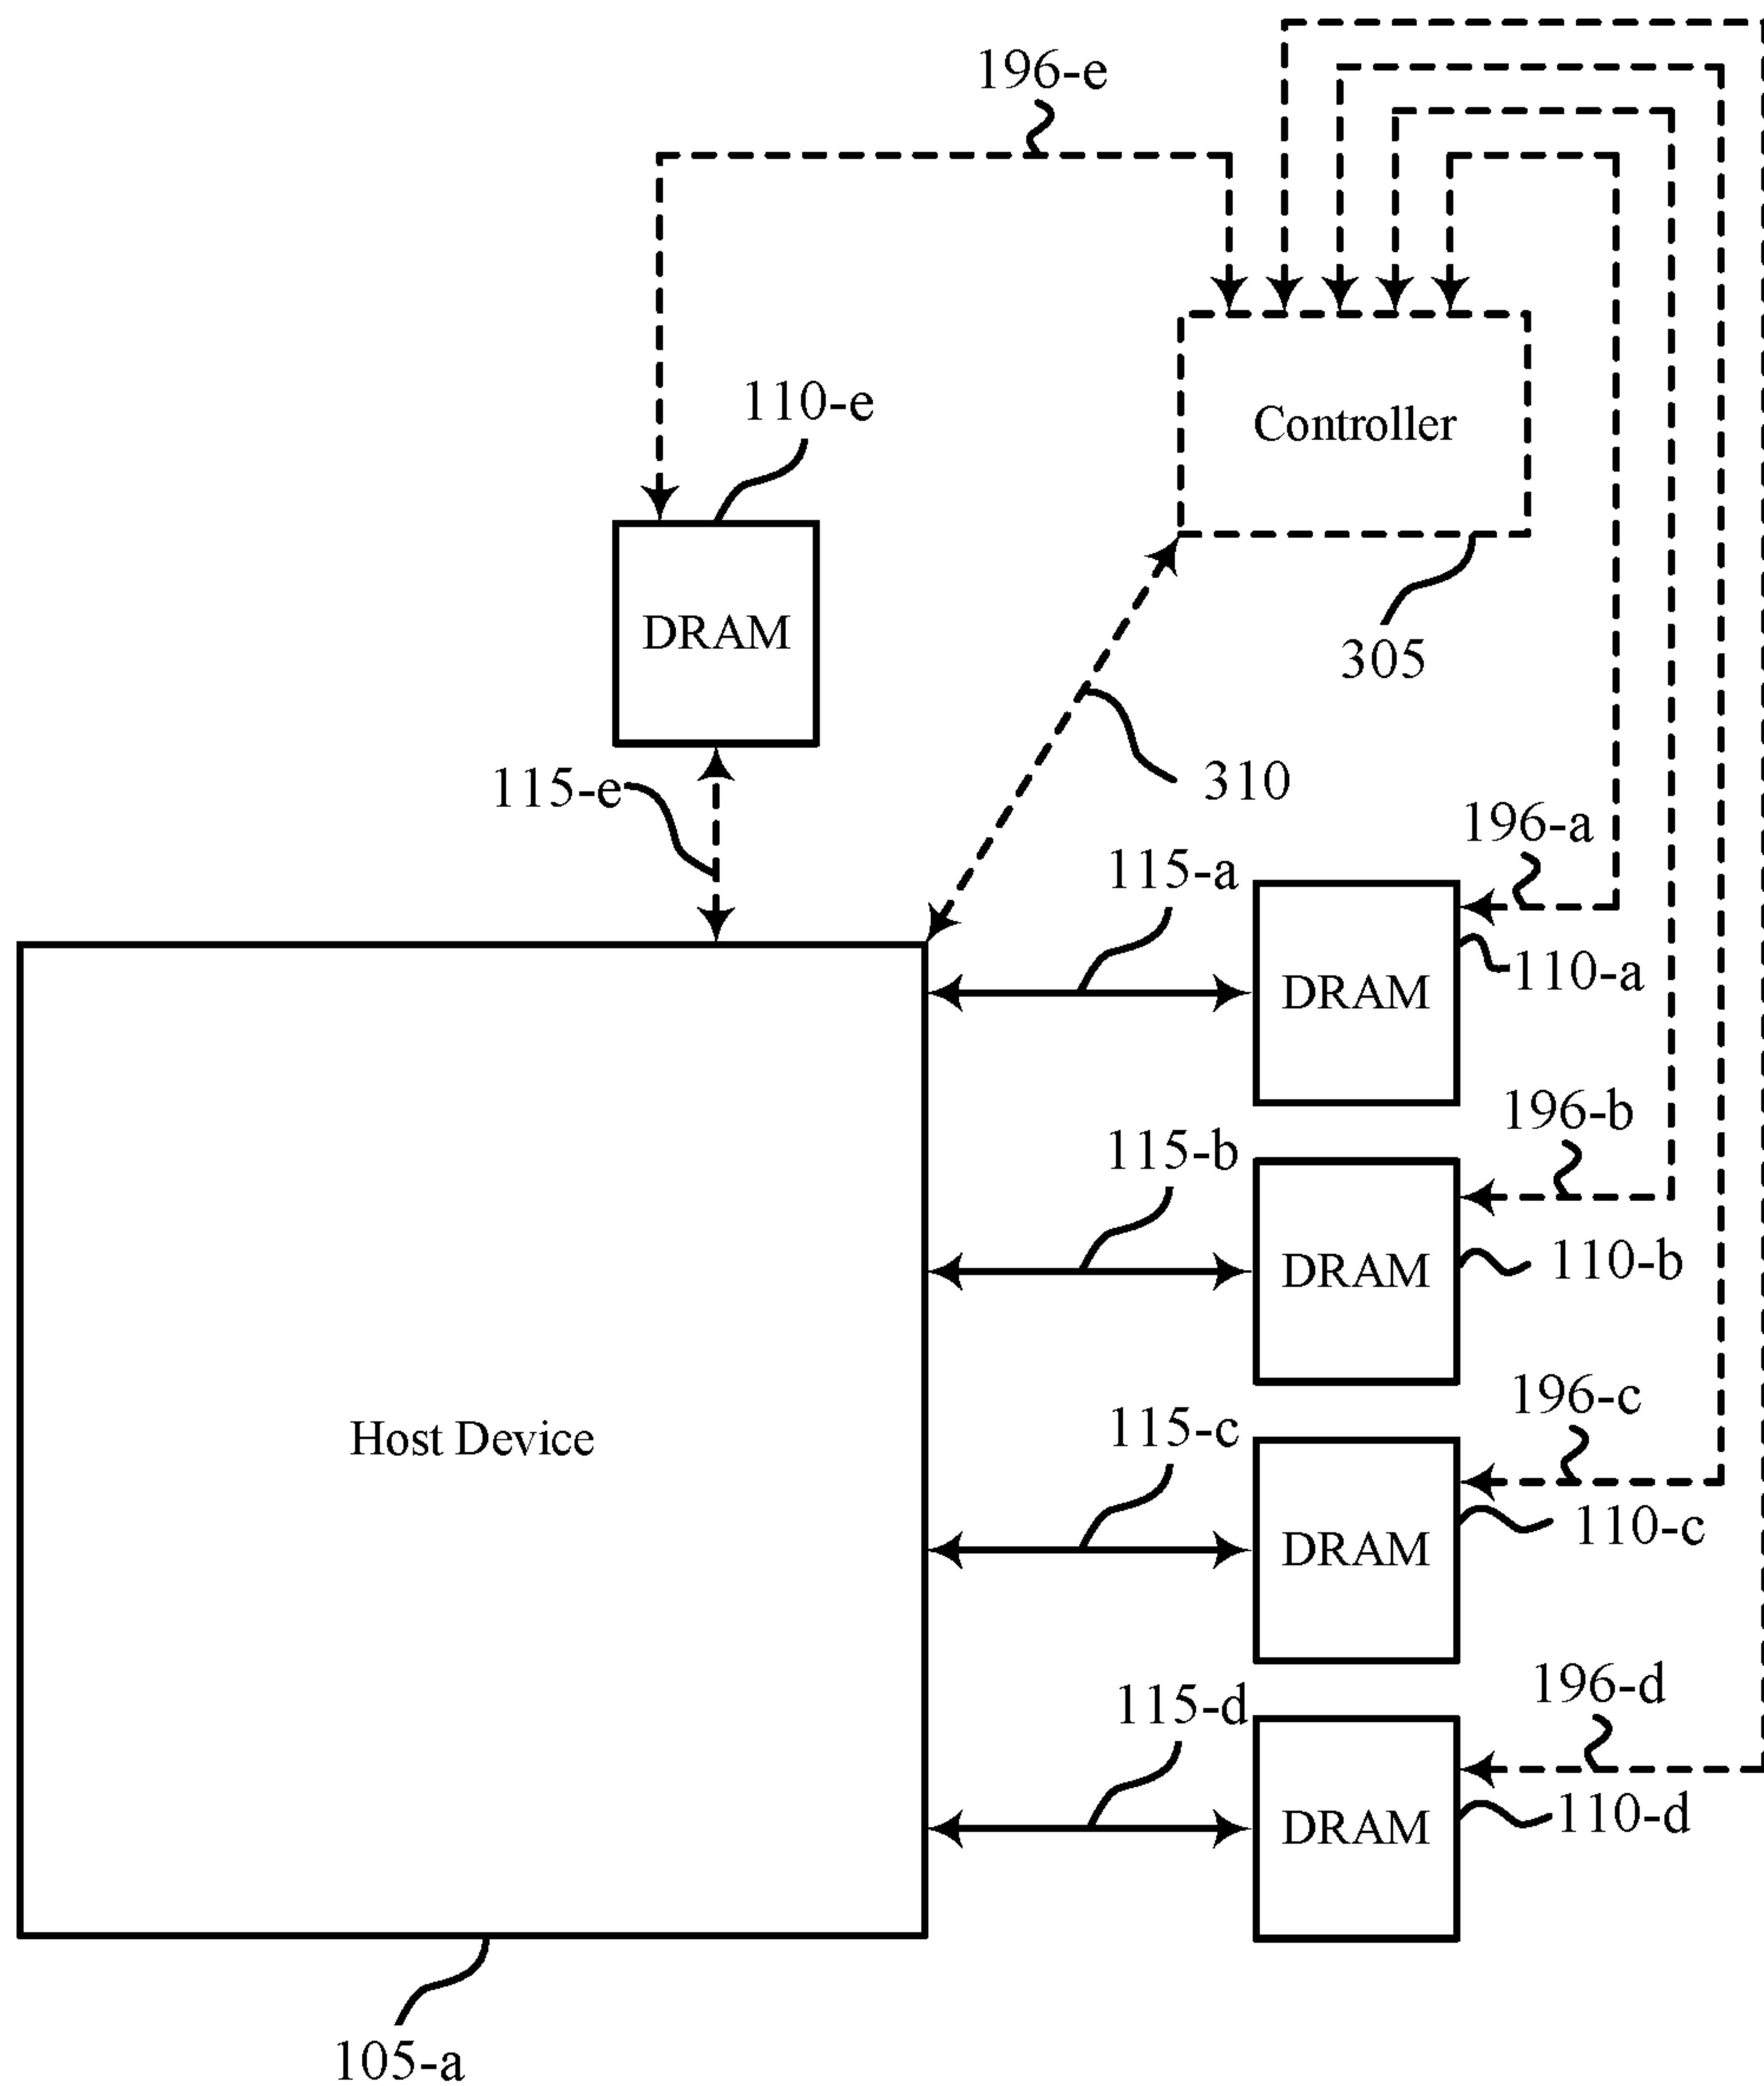 196-e
110-e
Controller
DRAM
305
115-e
310
196-a
115-a
110-a
DRAM
196-b
115-b
110-b
DRAM
196-c
115-c
Host Device
110-c
DRAM
196-d
115-d
110-d
DRAM
105-a